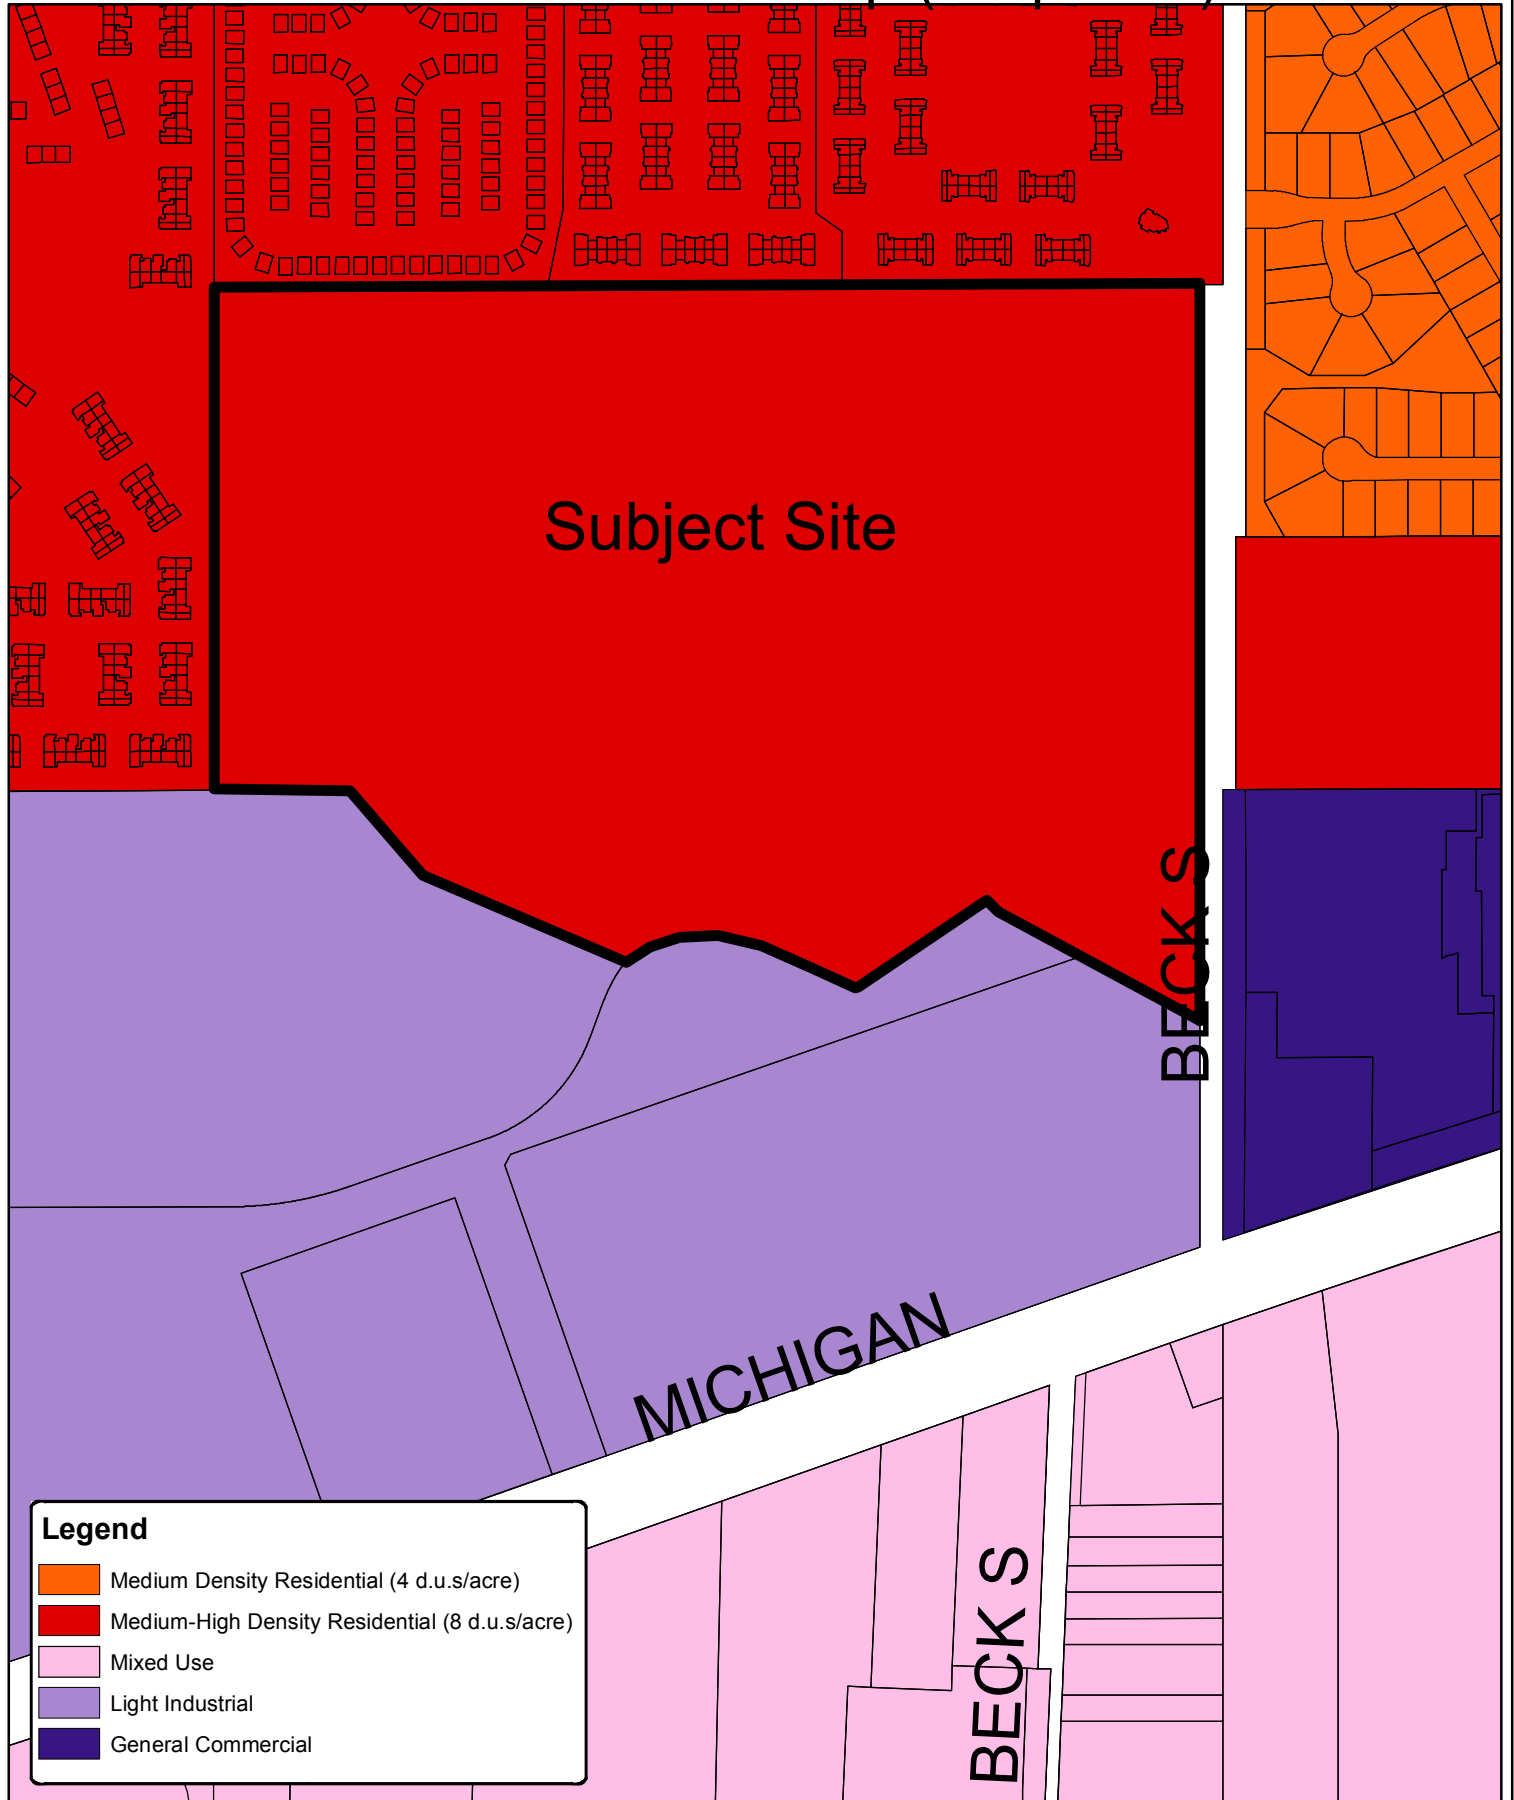 Subject Site
BECK S
MICHIGAN
BECK S
Legend
Medium Density Residential (4 d.u.s/acre)
Medium-High Density Residential (8 d.u.s/acre)
Mixed Use
Light Industrial
General Commercial